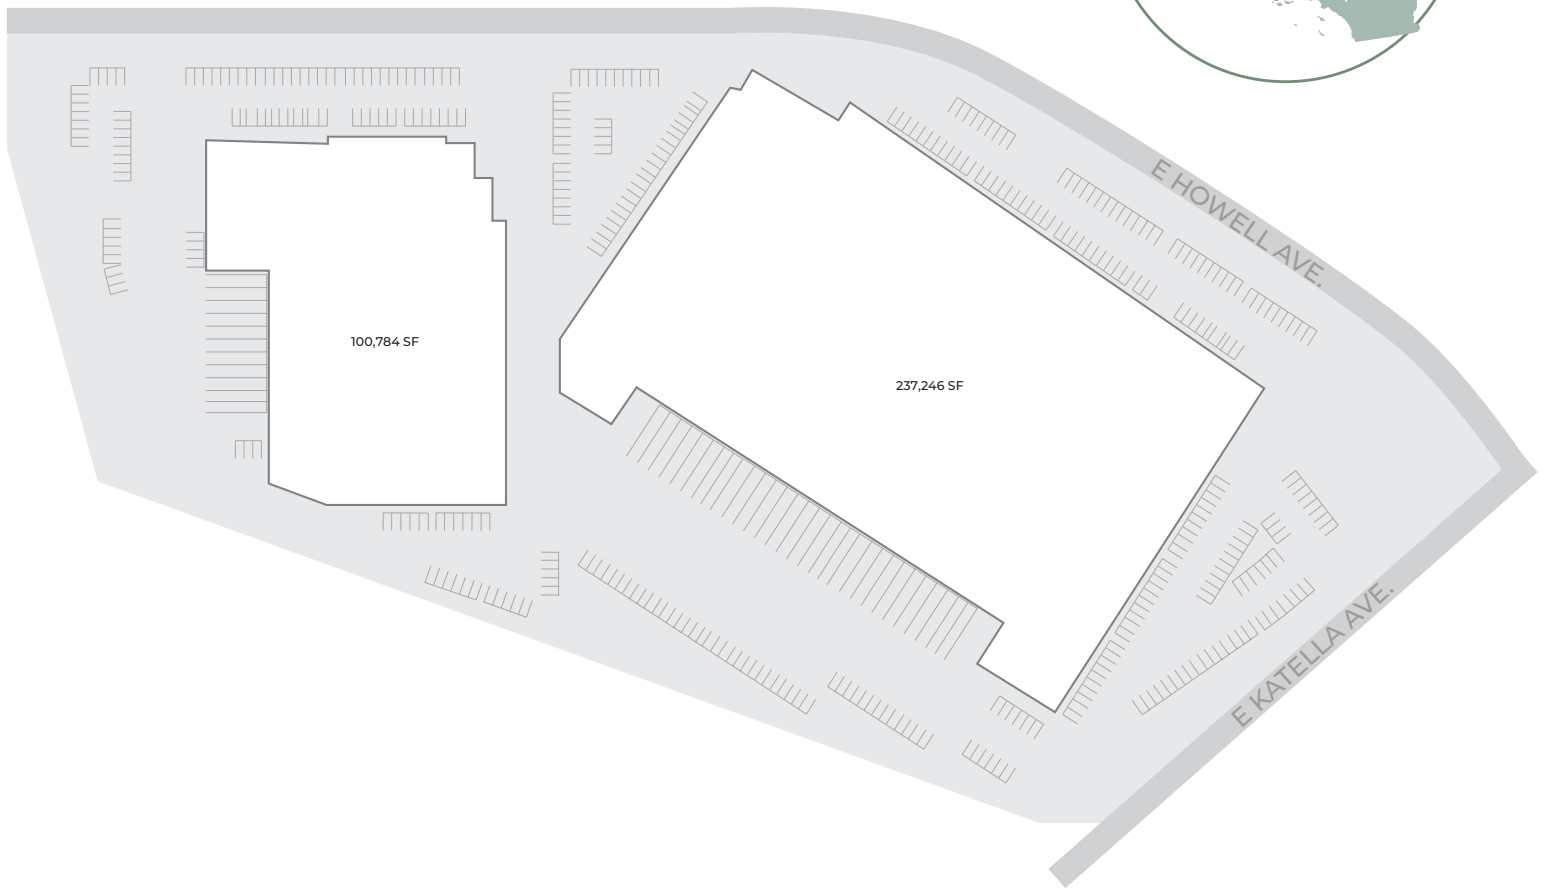 E HOWELL AVE.
100,784 SF
237,246 SF
E KATELLA AVE.